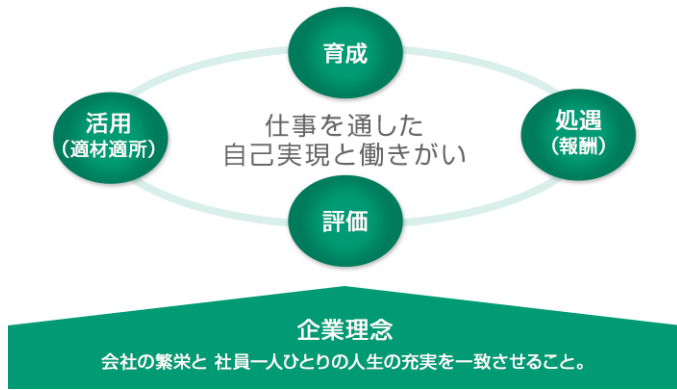 育成
活用
（適材適所）
仕事を通した
自己実現と働きがい
処遇
（報酬）
評価
企業理念
会社の繁栄と 社員一人ひとりの人生の充実を一致させること。